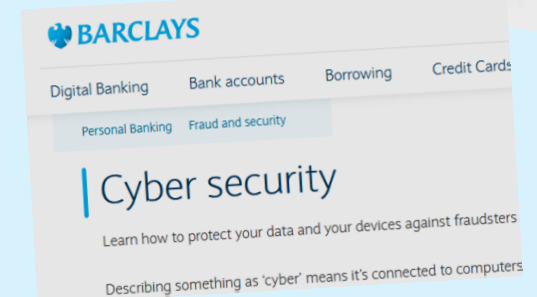 BARCLAYS
Digital Banking Bank accounts Borrowing Credit Cards
Personal Banking Fraud and security
Cyber security
Learn how to protect your data and your devices against fraudsters
Describing something as 'cyber' means it's connected to computers